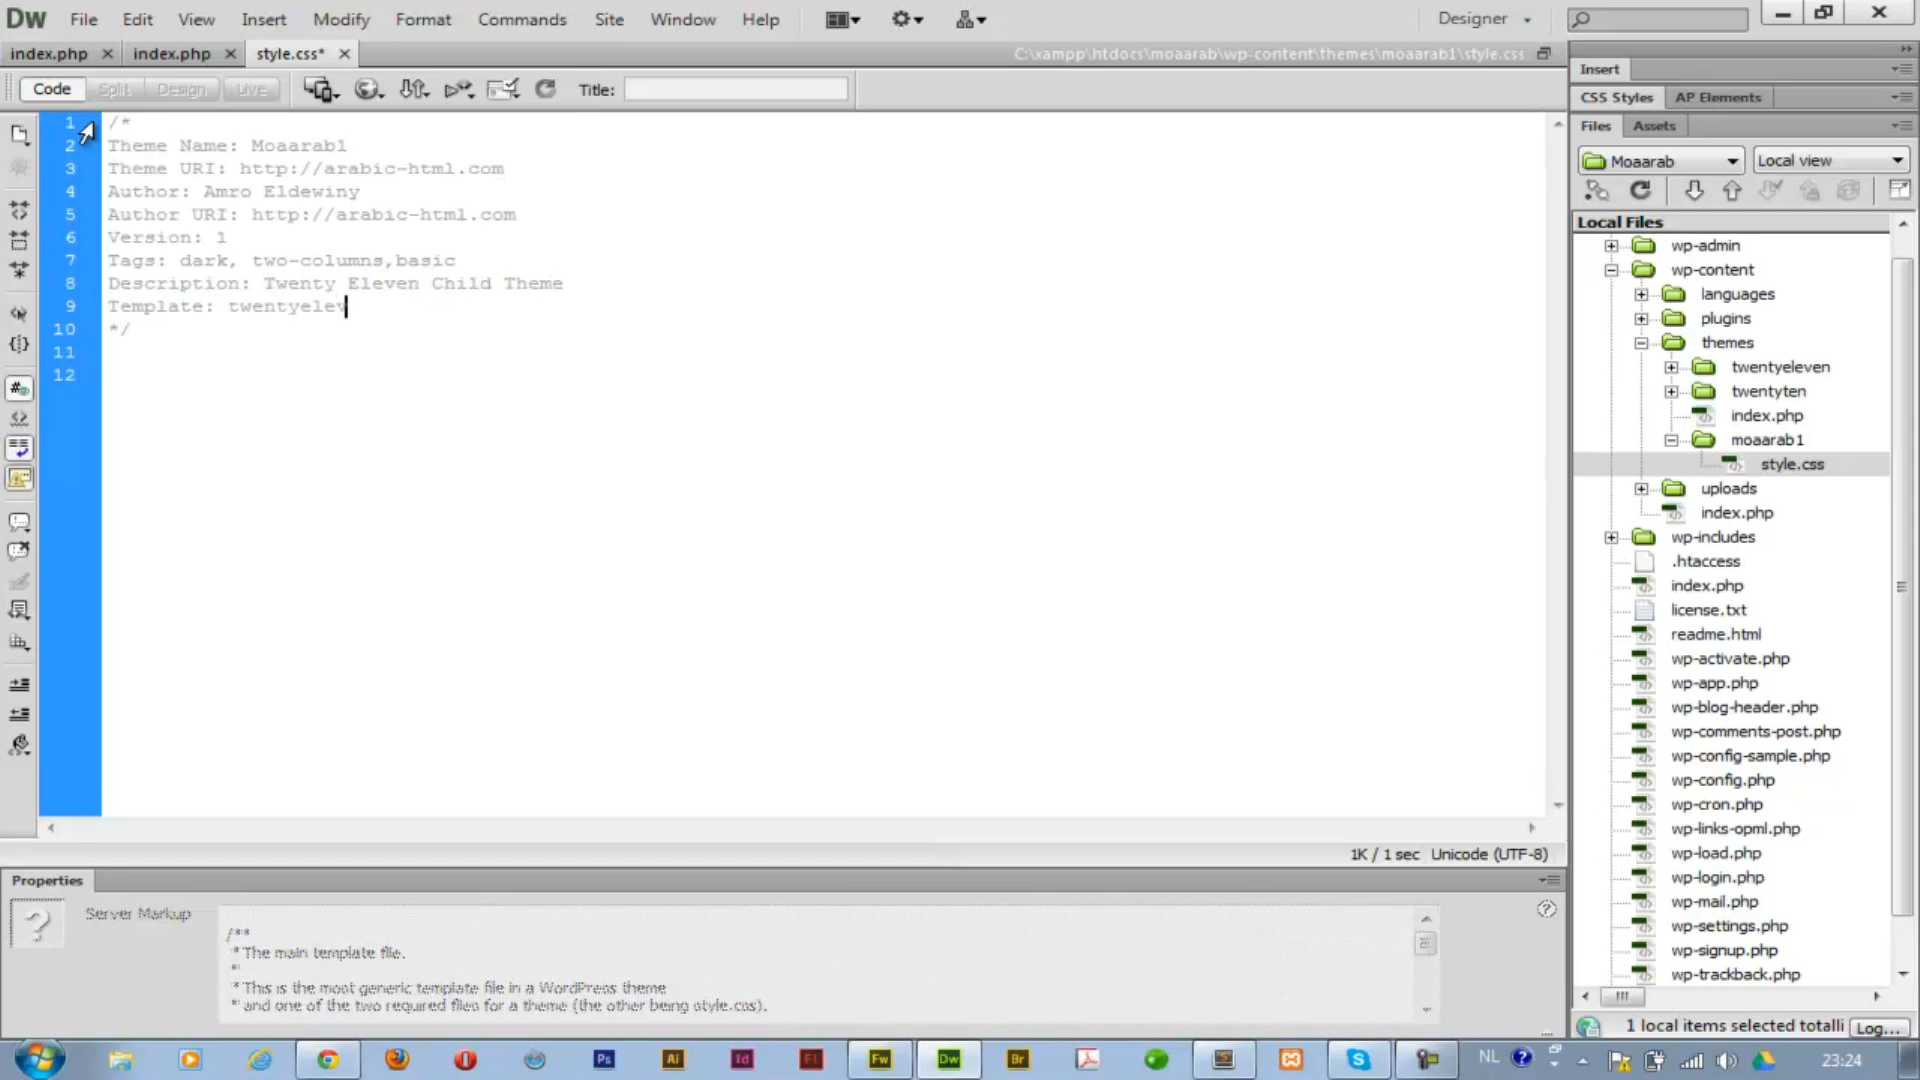 Dw File Edit View Insert Modify Format Commands Site Window Help Designer
index.php index.php style.css* C:\xampp\htdocs\moaarab\wp-content\themes\moaarab1\style.css
Code Split Design Live Title:
1 /*
2 Theme Name: Moaarab1
3 Theme URI: http://arabic-html.com
4 Author: Amro Eldewiny
5 Author URI: http://arabic-html.com
6 Version: 1
7 Tags: dark, two-columns,basic
8 Description: Twenty Eleven Child Theme
9 Template: twentyelev
10 */
11
12
1K / 1 sec Unicode (UTF-8)
Properties
Server Markup
/**
* The main template file.
*
* This is the most generic template file in a WordPress theme
* and one of the two required files for a theme (the other being style.css).
Insert
CSS Styles AP Elements
Files Assets
Moaarab Local view
Local Files
wp-admin
wp-content
languages
plugins
themes
twentyeleven
twentyten
index.php
moaarab1
style.css
uploads
index.php
wp-includes
.htaccess
index.php
license.txt
readme.html
wp-activate.php
wp-app.php
wp-blog-header.php
wp-comments-post.php
wp-config-sample.php
wp-config.php
wp-cron.php
wp-links-opml.php
wp-load.php
wp-login.php
wp-mail.php
wp-settings.php
wp-signup.php
wp-trackback.php
1 local items selected totalli Log...
Ps Ai Id Fl Fw Dw Br NL 23:24